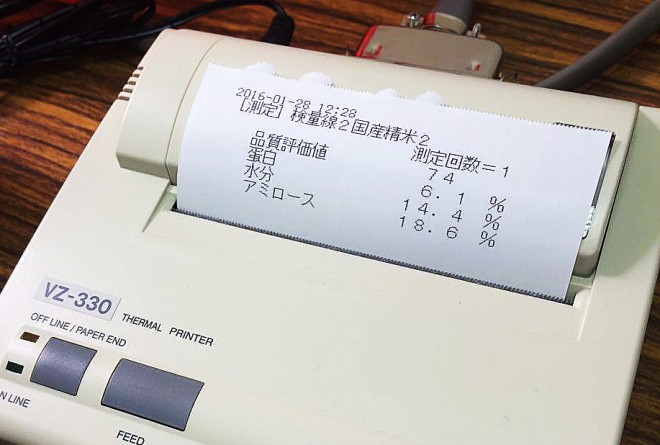 2016-01-28 12:28
[測定] 検量線2国産精米2
測定回数=1
品質評価値 74
蛋白 6.1 %
水分 14.4 %
アミロース 18.6 %
VZ-330 THERMAL PRINTER
OFF LINE / PAPER END
N LINE
FEED